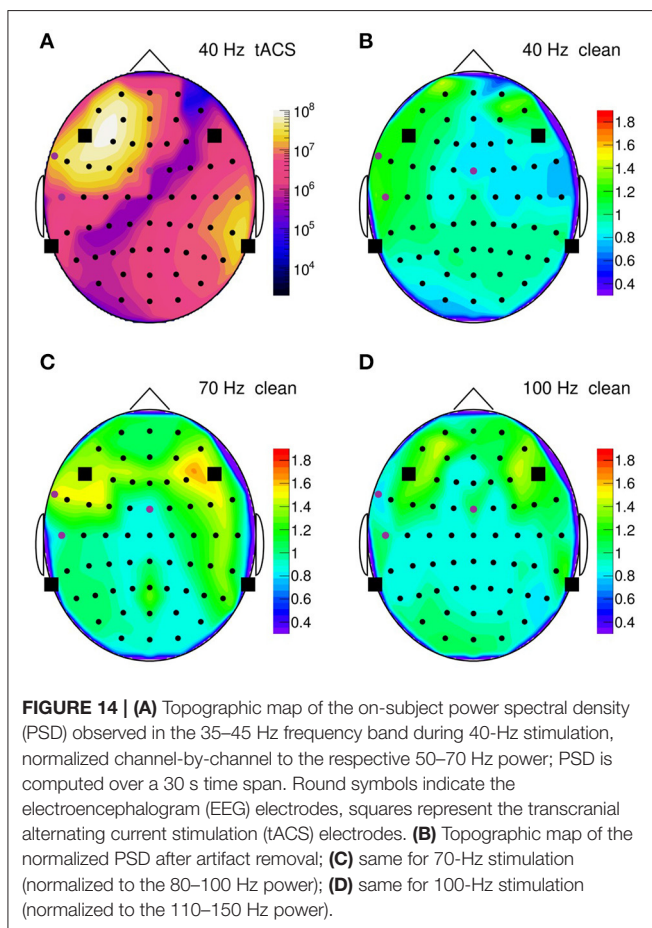 A
40 Hz tACS
10^8
10^7
10^6
10^5
10^4
B
40 Hz clean
1.8
1.6
1.4
1.2
1
0.8
0.6
0.4
C
70 Hz clean
1.8
1.6
1.4
1.2
1
0.8
0.6
0.4
D
100 Hz clean
1.8
1.6
1.4
1.2
1
0.8
0.6
0.4
FIGURE 14 | (A) Topographic map of the on-subject power spectral density
(PSD) observed in the 35–45 Hz frequency band during 40-Hz stimulation,
normalized channel-by-channel to the respective 50–70 Hz power; PSD is
computed over a 30 s time span. Round symbols indicate the
electroencephalogram (EEG) electrodes, squares represent the transcranial
alternating current stimulation (tACS) electrodes. (B) Topographic map of the
normalized PSD after artifact removal; (C) same for 70-Hz stimulation
(normalized to the 80–100 Hz power); (D) same for 100-Hz stimulation
(normalized to the 110–150 Hz power).